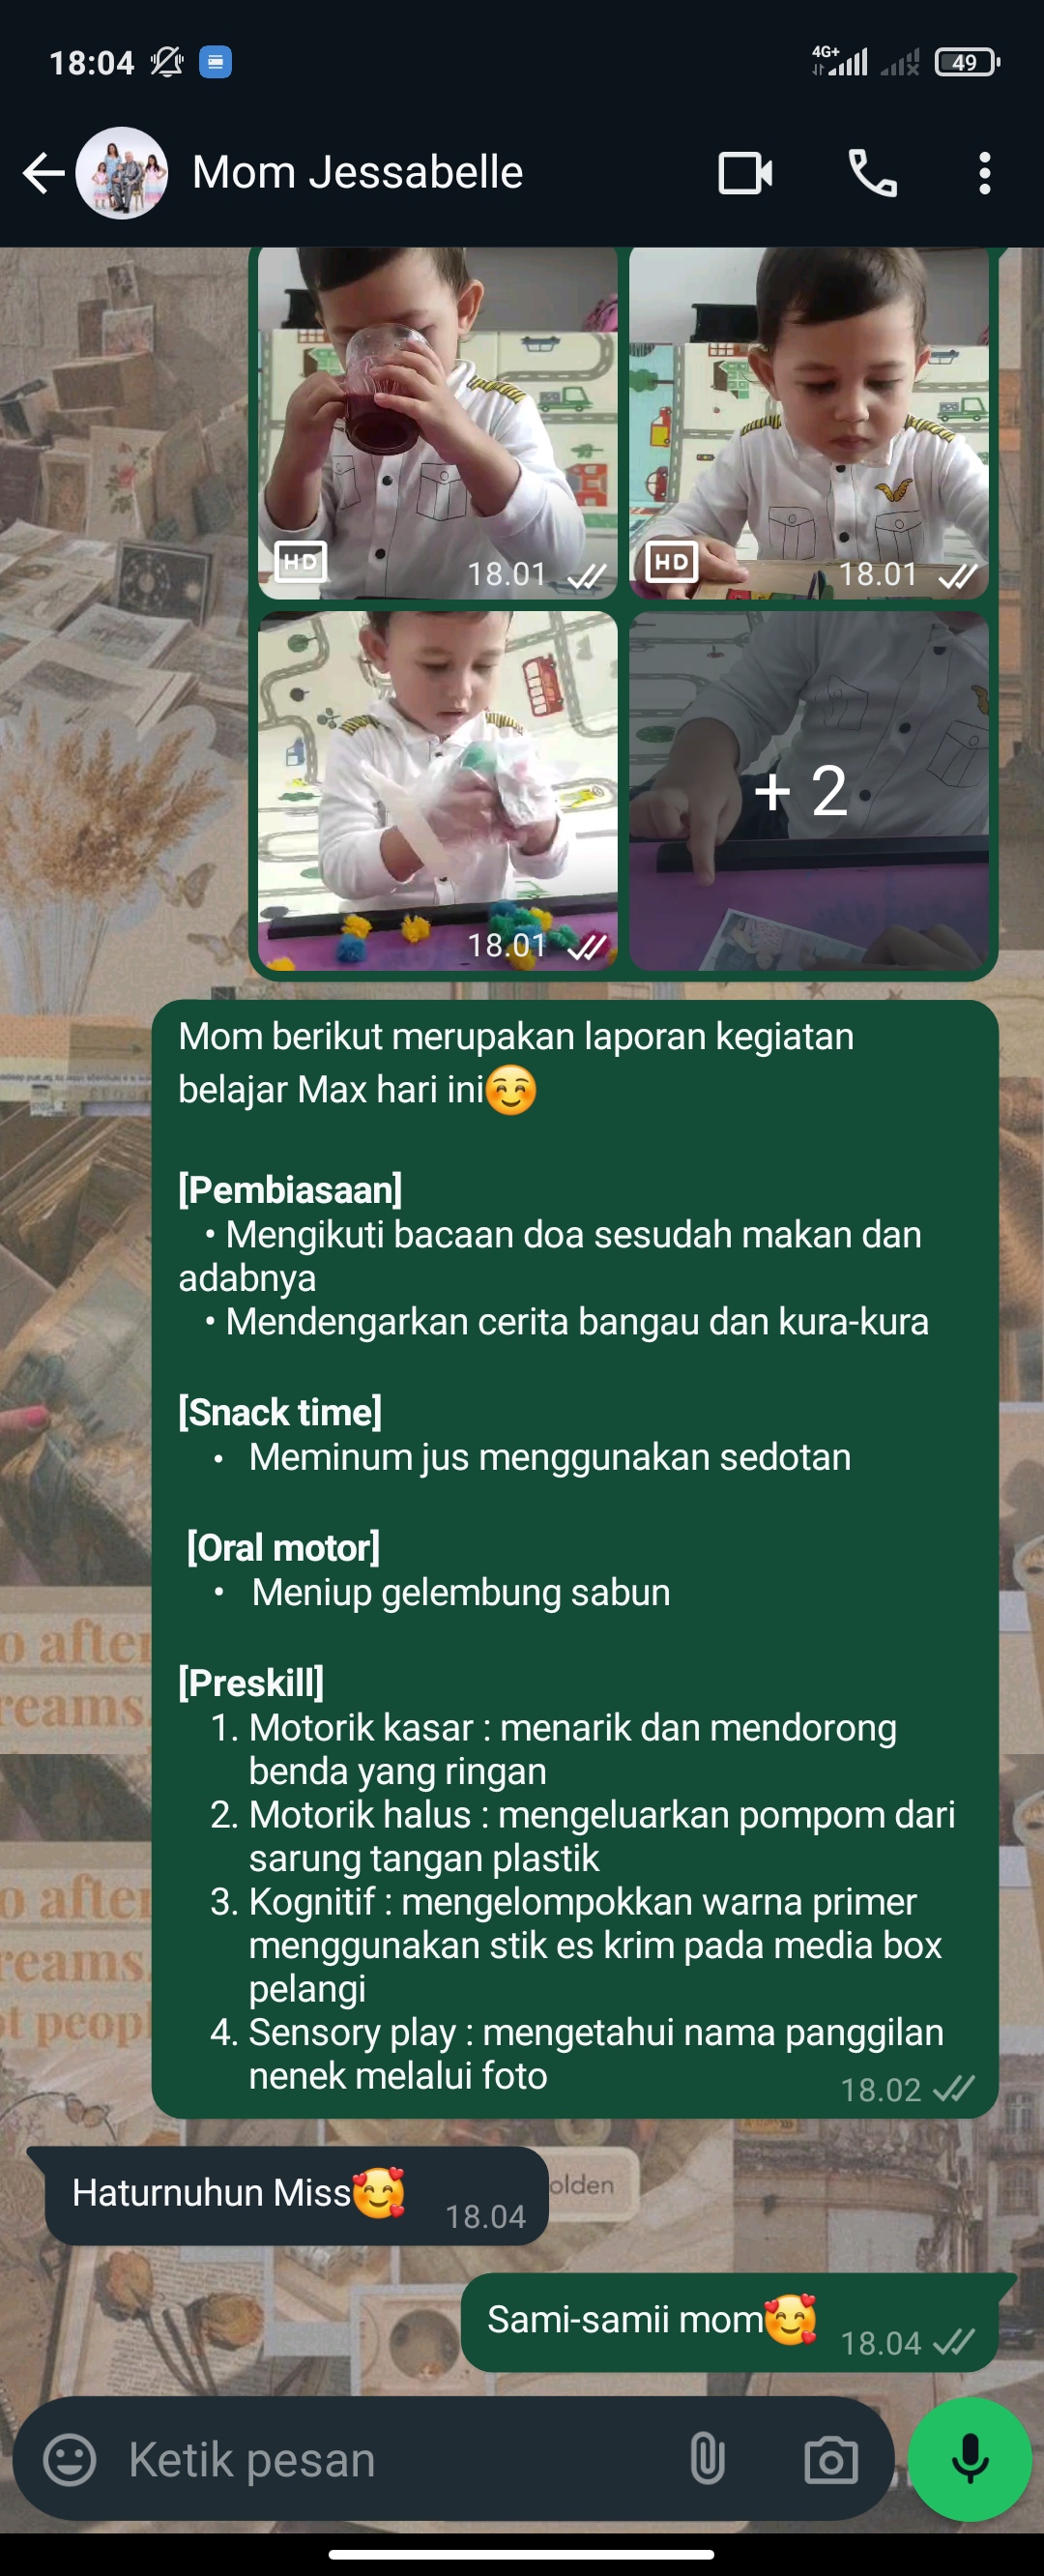 18:04
4G+
49
Mom Jessabelle
HD
18.01
HD
18.01
18.01
+ 2
Mom berikut merupakan laporan kegiatan
belajar Max hari ini☺️
[Pembiasaan]
• Mengikuti bacaan doa sesudah makan dan
adabnya
• Mendengarkan cerita bangau dan kura-kura
[Snack time]
• Meminum jus menggunakan sedotan
[Oral motor]
• Meniup gelembung sabun
[Preskill]
1. Motorik kasar : menarik dan mendorong
benda yang ringan
2. Motorik halus : mengeluarkan pompom dari
sarung tangan plastik
3. Kognitif : mengelompokkan warna primer
menggunakan stik es krim pada media box
pelangi
4. Sensory play : mengetahui nama panggilan
nenek melalui foto
18.02
o after
reams.
o after
reams.
ot peop
Haturnuhun Miss🥰
18.04
olden
Sami-samii mom🥰
18.04
Ketik pesan